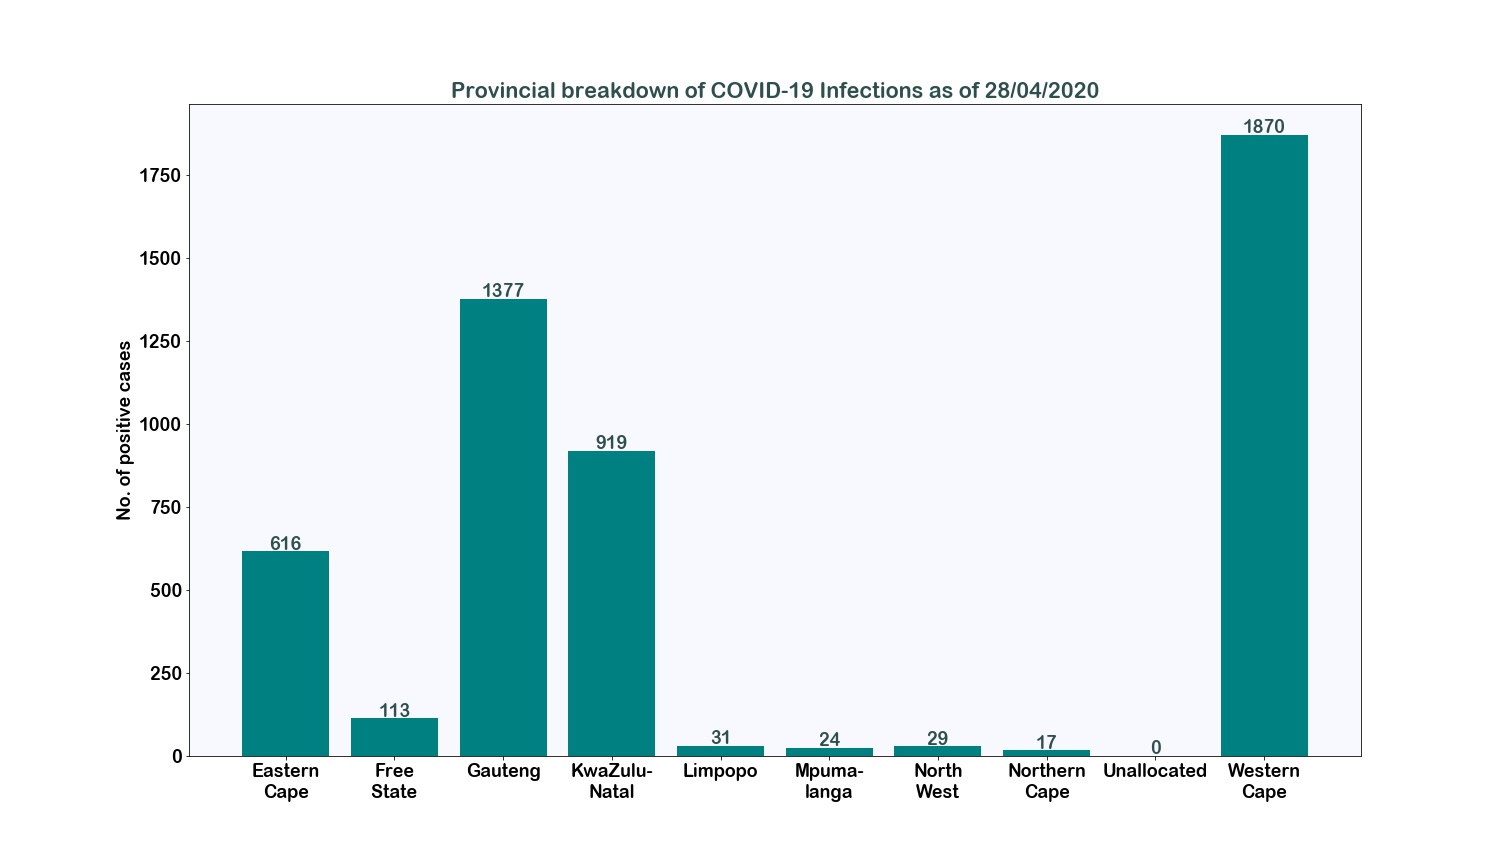 Provincial breakdown of COVID-19 Infections as of 28/04/2020
No. of positive cases
1750
1500
1250
1000
750
500
250
0
616
113
1377
919
31
24
29
17
0
1870
Eastern
Cape
Free
State
Gauteng
KwaZulu-
Natal
Limpopo
Mpuma-
langa
North
West
Northern
Cape
Unallocated
Western
Cape